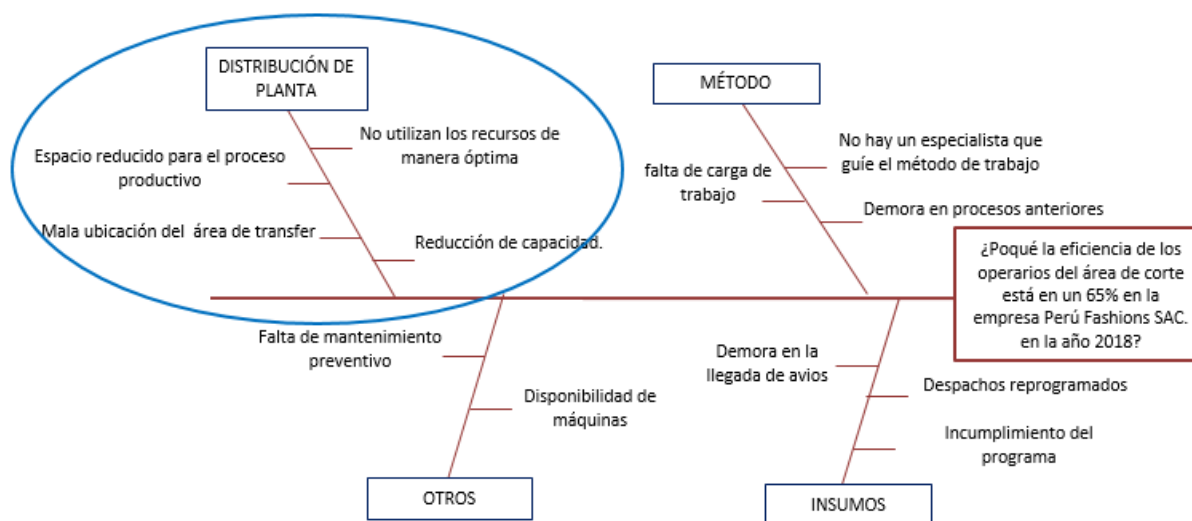 DISTRIBUCIÓN DE
PLANTA
No utilizan los recursos de
manera óptima
Espacio reducido para el proceso
productivo
Mala ubicación del área de transfer
Reducción de capacidad.
MÉTODO
No hay un especialista que
guíe el método de trabajo
falta de carga de
trabajo
Demora en procesos anteriores
¿Poqué la eficiencia de los
operarios del área de corte
está en un 65% en la
empresa Perú Fashions SAC.
en la año 2018?
Falta de mantenimiento
preventivo
Disponibilidad de
máquinas
OTROS
Demora en la
llegada de avios
Despachos reprogramados
Incumplimiento del
programa
INSUMOS